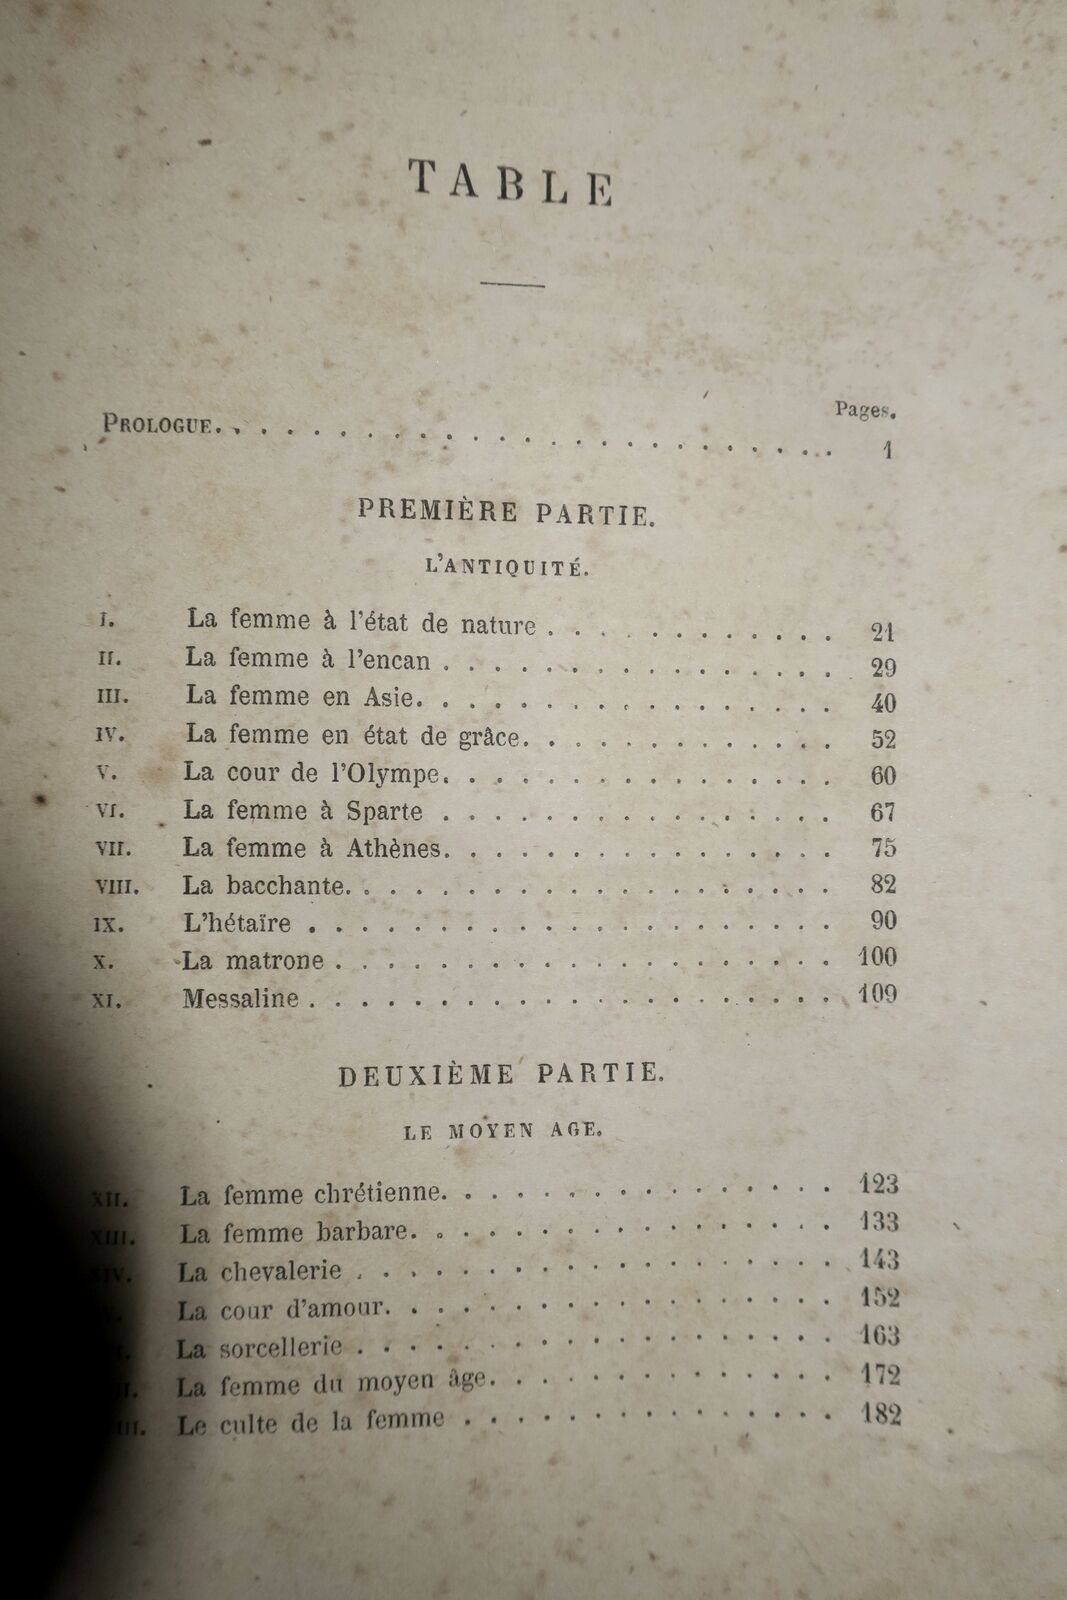 TABLE
Pages.
PROLOGUE. . . . . . . . . . . . . . . . . . . . . . . . 1
PREMIÈRE PARTIE.
L'ANTIQUITÉ.
I. La femme à l'état de nature . . . . . . . . . . . 21
II. La femme à l'encan . . . . . . . . . . . . . . . 29
III. La femme en Asie. . . . . . . . . . . . . . . . . 40
IV. La femme en état de grâce. . . . . . . . . . . . . 52
V. La cour de l'Olympe. . . . . . . . . . . . . . . . 60
VI. La femme à Sparte . . . . . . . . . . . . . . . . 67
VII. La femme à Athènes. . . . . . . . . . . . . . . . 75
VIII. La bacchante. . . . . . . . . . . . . . . . . . . 82
IX. L'hétaïre . . . . . . . . . . . . . . . . . . . . . 90
X. La matrone . . . . . . . . . . . . . . . . . . . . 100
XI. Messaline . . . . . . . . . . . . . . . . . . . . . 109
DEUXIÈME PARTIE.
LE MOYEN AGE.
XII. La femme chrétienne. . . . . . . . . . . . . . . . 123
XIII. La femme barbare. . . . . . . . . . . . . . . . . 133
XIV. La chevalerie . . . . . . . . . . . . . . . . . . . 143
La cour d'amour. . . . . . . . . . . . . . . . . . 152
La sorcellerie . . . . . . . . . . . . . . . . . . . 163
La femme du moyen âge. . . . . . . . . . . . . . 172
Le culte de la femme . . . . . . . . . . . . . . . 182